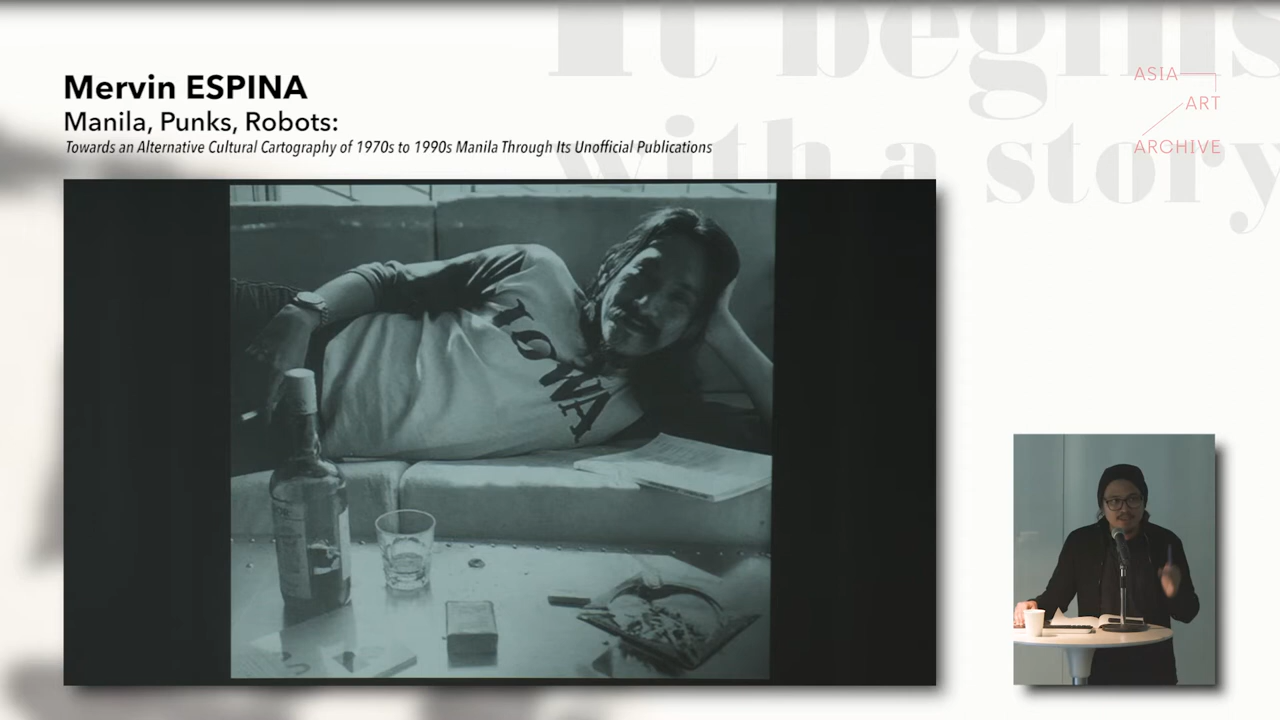 It begins
with a story
Mervin ESPINA
Manila, Punks, Robots:
Towards an Alternative Cultural Cartography of 1970s to 1990s Manila Through Its Unofficial Publications
ASIA
ART
ARCHIVE
IOWA